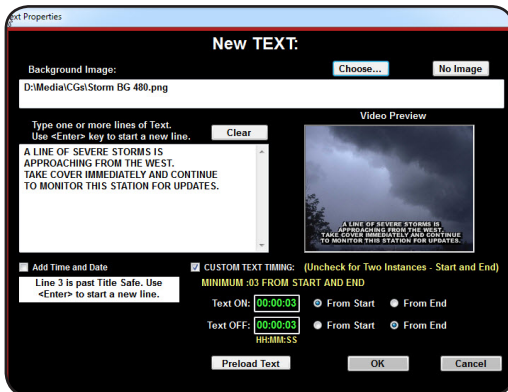 ext Properties
New TEXT:
Background Image:
Choose...
No Image
D:\Media\CGs\Storm BG 480.png
Type one or more lines of Text.
Use <Enter> key to start a new line.
Clear
Video Preview
A LINE OF SEVERE STORMS IS
APPROACHING FROM THE WEST.
TAKE COVER IMMEDIATELY AND CONTINUE
TO MONITOR THIS STATION FOR UPDATES.
A LINE OF SEVERE STORMS IS
APPROACHING FROM THE WEST.
TAKE COVER IMMEDIATELY AND CONTINUE
TO MONITOR THIS STATION FOR UPDATES.
Add Time and Date
CUSTOM TEXT TIMING: (Uncheck for Two Instances - Start and End)
Line 3 is past Title Safe. Use
<Enter> to start a new line.
MINIMUM :03 FROM START AND END
Text ON: 00:00:03 From Start From End
Text OFF: 00:00:03 From Start From End
HH:MM:SS
Preload Text
OK
Cancel